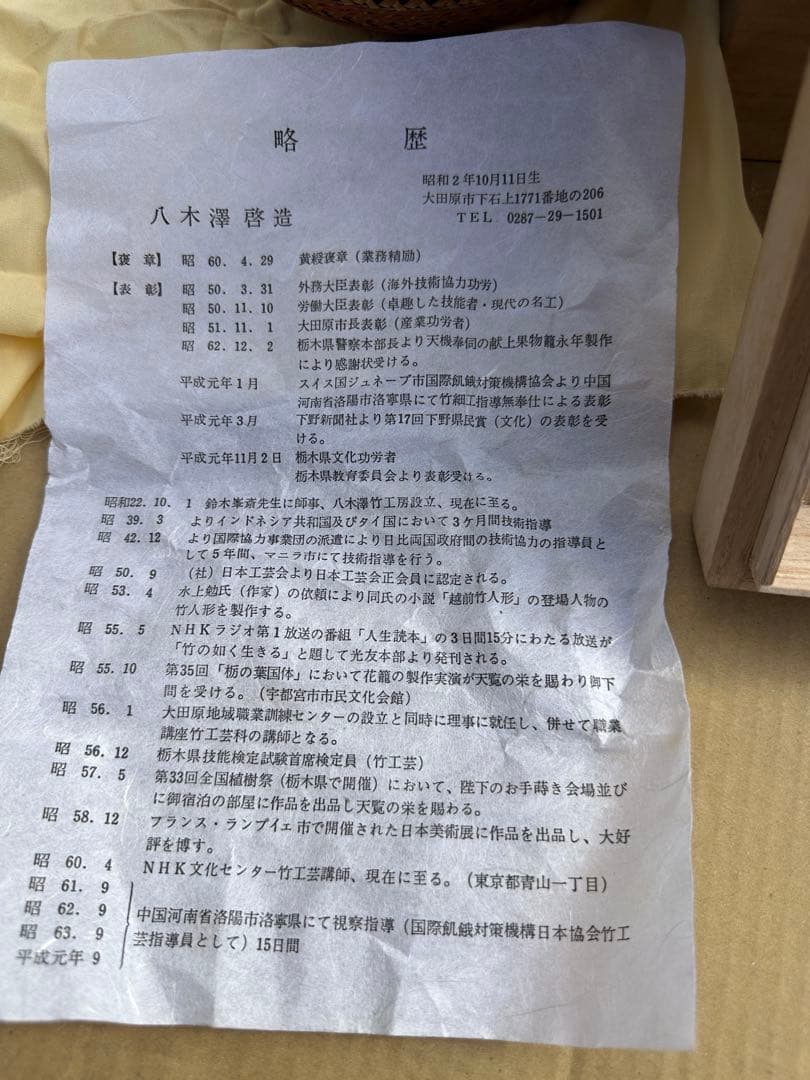 略歴
昭和2年10月11日生
大田原市下石上1771番地の206
TEL 0287-29-1501
八木澤啓造
【褒章】 昭 60. 4. 29 黄綬褒章(業務精励)
【表彰】 昭 50. 3. 31 外務大臣表彰(海外技術協力功労)
昭 50. 11. 10 労働大臣表彰(卓越した技能者・現代の名工)
昭 51. 11. 1 大田原市長表彰(産業功労者)
昭 62. 12. 2 栃木県警察本部長より天機奉伺の献上果物籠永年製作
により感謝状受ける。
平成元年1月 スイス国ジュネーブ市国際飢餓対策機構協会より中国
河南省洛陽市洛寧県にて竹細工指導無奉仕による表彰
平成元年3月 下野新聞社より第17回下野県民賞(文化)の表彰を受
ける。
平成元年11月2日 栃木県文化功労者
栃木県教育委員会より表彰受ける。
昭和22. 10. 1 鈴木峯斎先生に師事、八木澤竹工房設立、現在に至る。
昭 39. 3 よりインドネシア共和国及びタイ国において3ケ月間技術指導
昭 42. 12 より国際協力事業団の派遣により日比両国政府間の技術協力の指導員と
して5年間、マニラ市にて技術指導を行う。
昭 50. 9 (社)日本工芸会より日本工芸会正会員に認定される。
昭 53. 4 水上勉氏(作家)の依頼により同氏の小説「越前竹人形」の登場人物の
竹人形を製作する。
昭 55. 5 NHKラジオ第1放送の番組「人生読本」の3日間15分にわたる放送が
「竹の如く生きる」と題して光友本部より発刊される。
昭 55. 10 第35回「栃の葉国体」において花籠の製作実演が天覧の栄を賜わり御下
問を受ける。(宇都宮市市民文化会館)
昭 56. 1 大田原地域職業訓練センターの設立と同時に理事に就任し、併せて職業
講座竹工芸科の講師となる。
昭 56. 12 栃木県技能検定試験首席検定員(竹工芸)
昭 57. 5 第33回全国植樹祭(栃木県で開催)において、陛下のお手蒔き会場並び
に御宿泊の部屋に作品を出品し天覧の栄を賜わる。
昭 58. 12 フランス・ランブイエ市で開催された日本美術展に作品を出品し、大好
評を博す。
昭 60. 4 NHK文化センター竹工芸講師、現在に至る。(東京都青山一丁目)
昭 61. 9
昭 62. 9
昭 63. 9
平成元年 9
中国河南省洛陽市洛寧県にて視察指導(国際飢餓対策機構日本協会竹工
芸指導員として)15日間